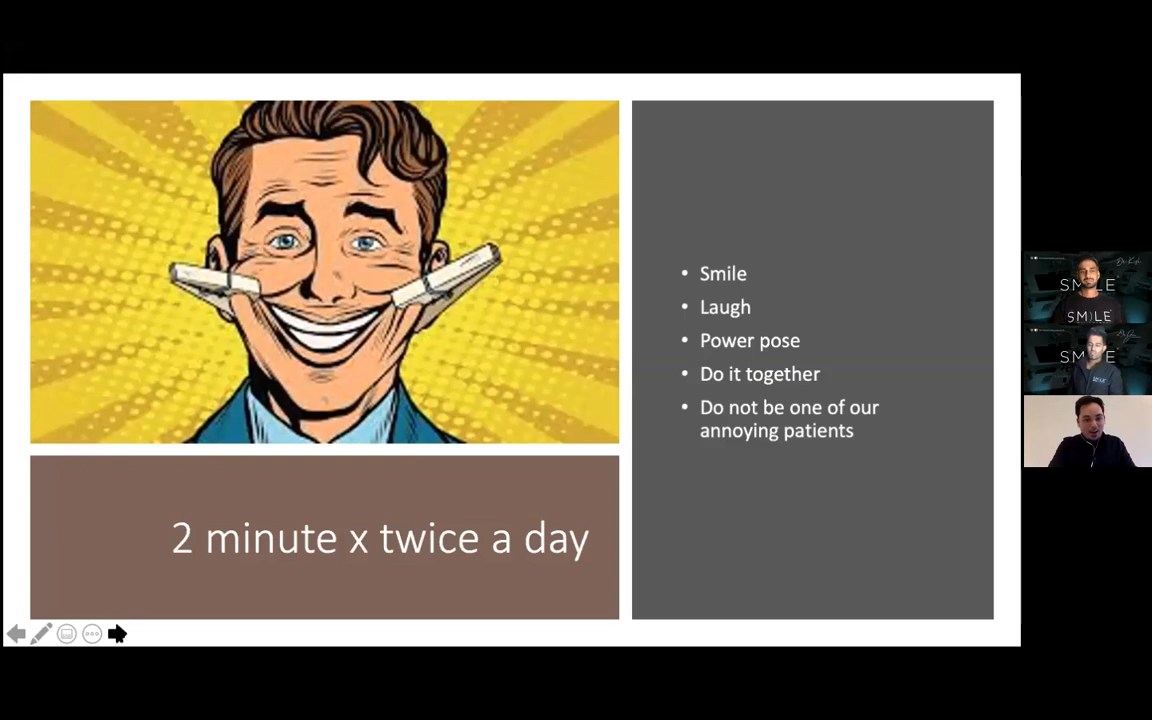 Smile
Laugh
Power pose
Do it together
Do not be one of our
annoying patients
2 minute x twice a day
SMILE
SMILE
SM